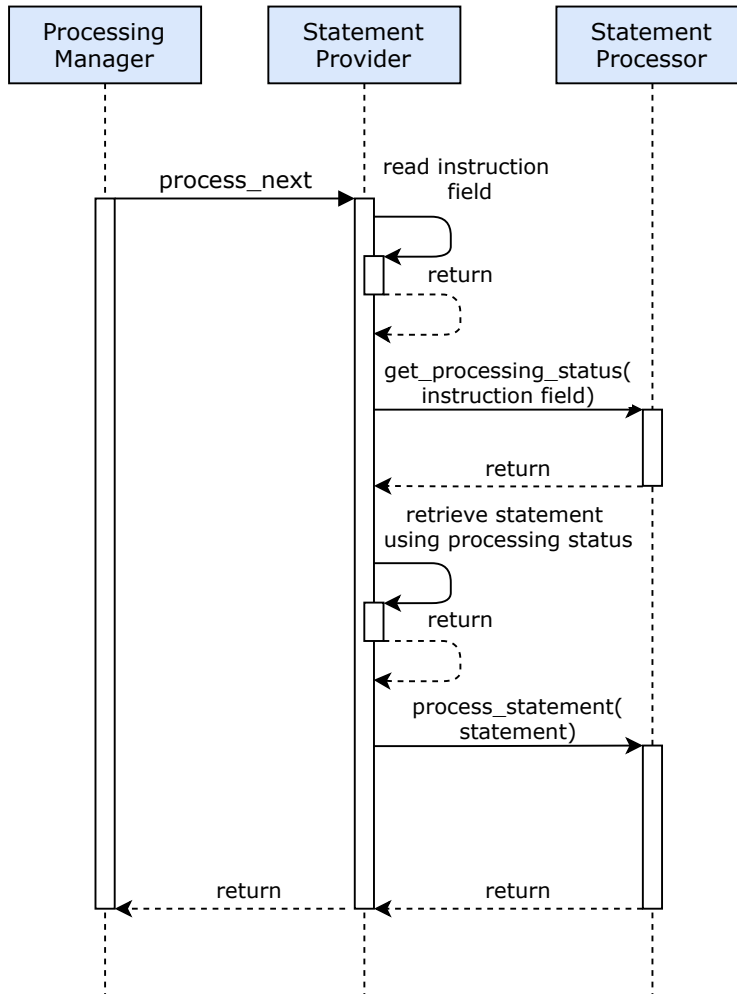 Processing
Manager
Statement
Provider
Statement
Processor
read instruction
field
process_next
return
get_processing_status(
instruction field)
return
retrieve statement
using processing status
return
process_statement(
statement)
return
return